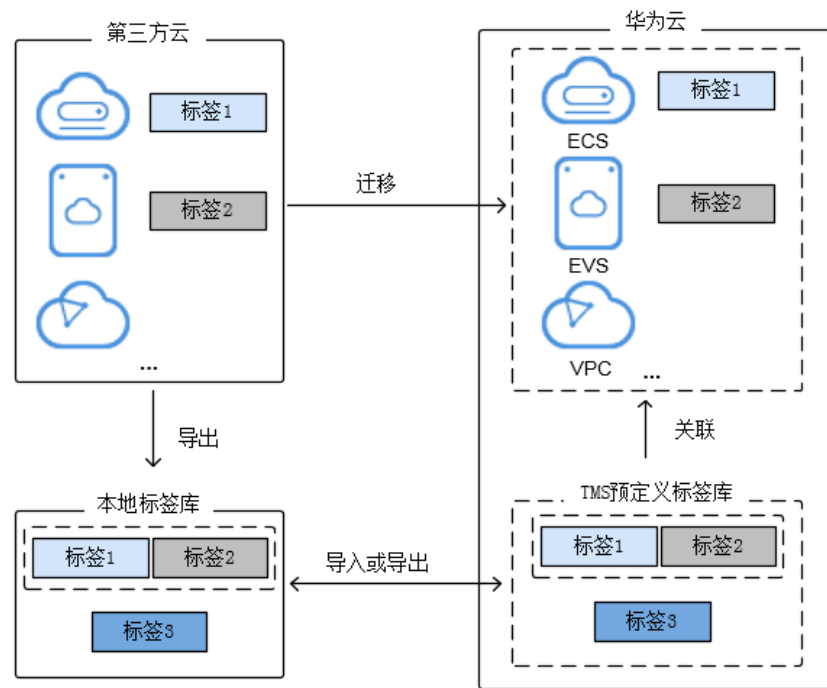 第三方云
标签1
标签2
...
导出
本地标签库
标签1
标签2
标签3
迁移
导入或导出
华为云
ECS
标签1
EVS
标签2
VPC
...
关联
TMS预定义标签库
标签1
标签2
标签3